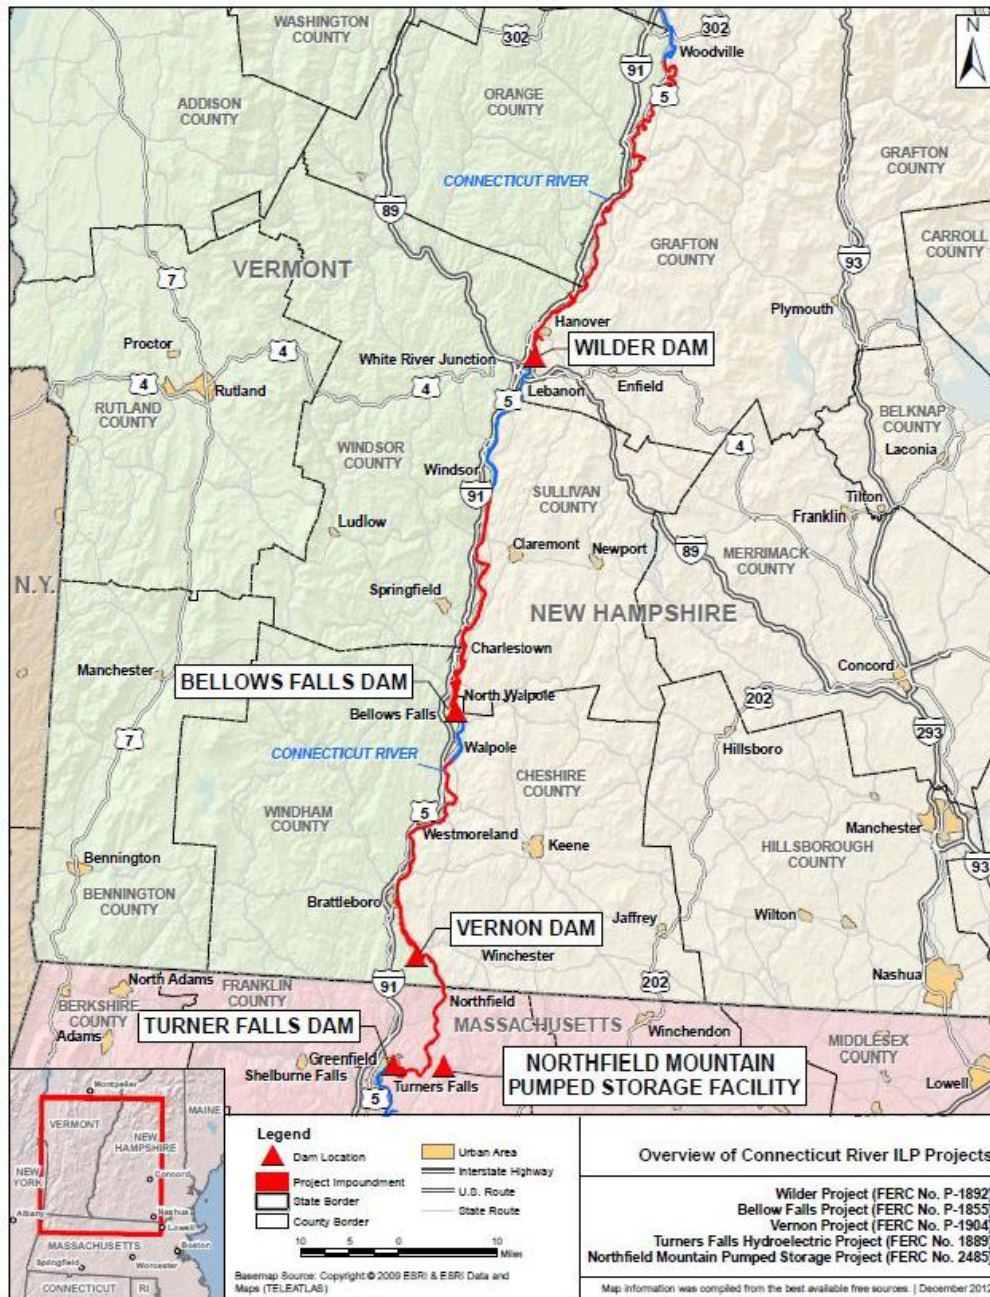 WASHINGTON
COUNTY
302
302
Woodville
N
91
5
ADDISON
COUNTY
ORANGE
COUNTY
GRAFTON
COUNTY
CONNECTICUT RIVER
89
GRAFTON
COUNTY
CARROLL
COUNTY
93
7
VERMONT
Plymouth
Hanover
WILDER DAM
Proctor
4
White River Junction
4
4
Rutland
Lebanon
Enfield
5
RUTLAND
COUNTY
BELKNAP
COUNTY
WINDSOR
COUNTY
4
Laconia
Windsor
91
SULLIVAN
COUNTY
Tilton
Franklin
Ludlow
Claremont
Newport
89
MERRIMACK
COUNTY
N.Y.
Springfield
NEW HAMPSHIRE
Charlestown
Manchester
Concord
BELLOWS FALLS DAM
North Walpole
202
Bellows Falls
293
7
Walpole
Hillsboro
CONNECTICUT RIVER
CHESHIRE
COUNTY
WINDHAM
COUNTY
5
Westmoreland
Manchester
Keene
HILLSBOROUGH
COUNTY
Bennington
93
BENNINGTON
COUNTY
Brattleboro
Jaffrey
Wilton
VERNON DAM
Winchester
Nashua
North Adams
FRANKLIN
COUNTY
91
202
BERKSHIRE
COUNTY
Northfield
TURNER FALLS DAM
MASSACHUSETTS
Winchendon
Adams
MIDDLESEX
COUNTY
Greenfield
Shelburne Falls
NORTHFIELD MOUNTAIN
PUMPED STORAGE FACILITY
Lowell
Turners Falls
5
Montpelier
VERMONT
MAINE
NEW
HAMPSHIRE
NEW
YORK
Concord
Albany
Nashua
Lowell
MASSACHUSETTS
Boston
Springfield
Worcester
CONNECTICUT
RI
Legend
Dam Location
Project Impoundment
State Border
County Border
Urban Area
Interstate Highway
U.S. Route
State Route
10 5 0 10
Miles
Basemap Source: Copyright © 2009 ESRI & ESRI Data and
Maps (TELEATLAS)
Overview of Connecticut River ILP Projects
Wilder Project (FERC No. P-1892)
Bellow Falls Project (FERC No. P-1855)
Vernon Project (FERC No. P-1904)
Turners Falls Hydroelectric Project (FERC No. 1889)
Northfield Mountain Pumped Storage Project (FERC No. 2485)
Map information was compiled from the best available free sources. | December 2012